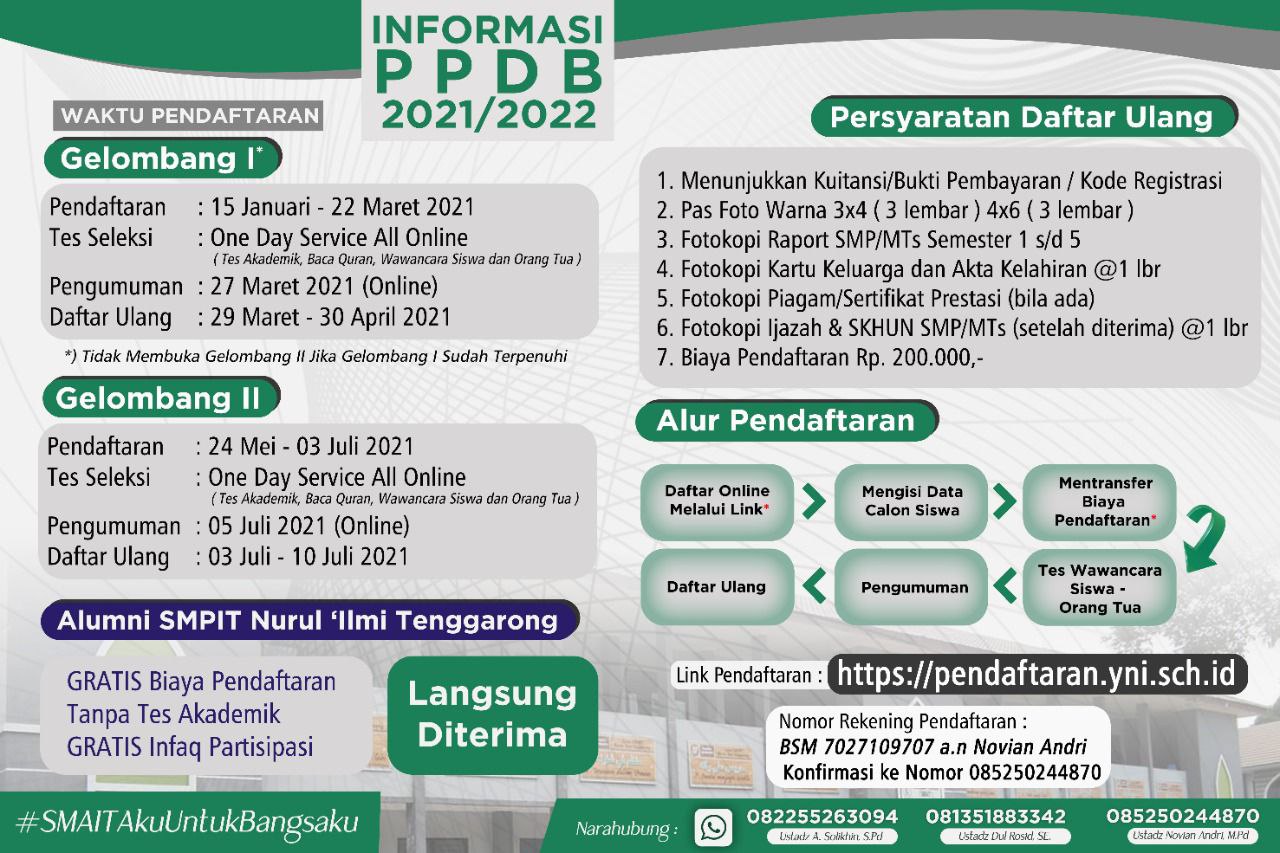 INFORMASI
PPDB
2021/2022
WAKTU PENDAFTARAN
Gelombang I*
Pendaftaran : 15 Januari - 22 Maret 2021
Tes Seleksi : One Day Service All Online
( Tes Akademik, Baca Quran, Wawancara Siswa dan Orang Tua )
Pengumuman : 27 Maret 2021 (Online)
Daftar Ulang : 29 Maret - 30 April 2021
*) Tidak Membuka Gelombang II Jika Gelombang I Sudah Terpenuhi
Gelombang II
Pendaftaran : 24 Mei - 03 Juli 2021
Tes Seleksi : One Day Service All Online
( Tes Akademik, Baca Quran, Wawancara Siswa dan Orang Tua )
Pengumuman : 05 Juli 2021 (Online)
Daftar Ulang : 03 Juli - 10 Juli 2021
Alumni SMPIT Nurul ‘Ilmi Tenggarong
GRATIS Biaya Pendaftaran
Tanpa Tes Akademik
GRATIS Infaq Partisipasi
Langsung
Diterima
Persyaratan Daftar Ulang
1. Menunjukkan Kuitansi/Bukti Pembayaran / Kode Registrasi
2. Pas Foto Warna 3x4 ( 3 lembar ) 4x6 ( 3 lembar )
3. Fotokopi Raport SMP/MTs Semester 1 s/d 5
4. Fotokopi Kartu Keluarga dan Akta Kelahiran @1 lbr
5. Fotokopi Piagam/Sertifikat Prestasi (bila ada)
6. Fotokopi Ijazah & SKHUN SMP/MTs (setelah diterima) @1 lbr
7. Biaya Pendaftaran Rp. 200.000,-
Alur Pendaftaran
Daftar Online
Melalui Link*
Mengisi Data
Calon Siswa
Mentransfer
Biaya
Pendaftaran*
Tes Wawancara
Siswa -
Orang Tua
Pengumuman
Daftar Ulang
Link Pendaftaran : https://pendaftaran.yni.sch.id
Nomor Rekening Pendaftaran :
BSM 7027109707 a.n Novian Andri
Konfirmasi ke Nomor 085250244870
#SMAITAkuUntukBangsaku
Narahubung :
082255263094
Ustadz A. Solikhin, S.Pd
081351883342
Ustadz Dul Rosid, SL.
085250244870
Ustadz Novian Andri, M.Pd